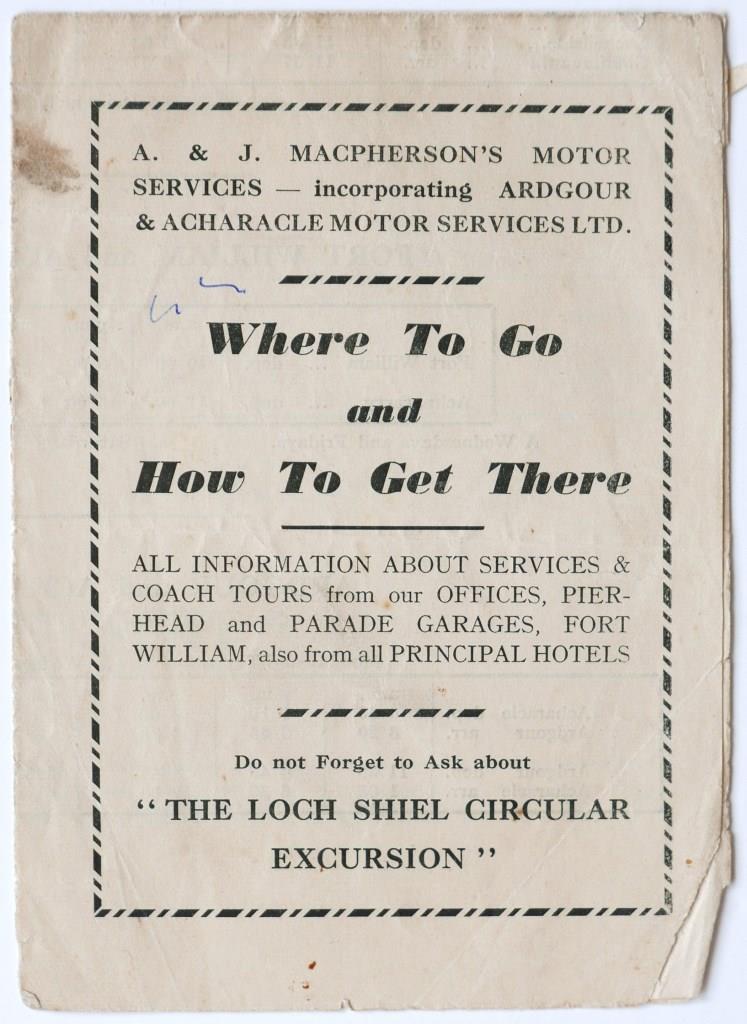 A. & J. MACPHERSON'S MOTOR
SERVICES — incorporating ARDGOUR
& ACHARACLE MOTOR SERVICES LTD.
Where To Go
and
How To Get There
ALL INFORMATION ABOUT SERVICES &
COACH TOURS from our OFFICES, PIER-
HEAD and PARADE GARAGES, FORT
WILLIAM, also from all PRINCIPAL HOTELS
Do not Forget to Ask about
“ THE LOCH SHIEL CIRCULAR
EXCURSION ”